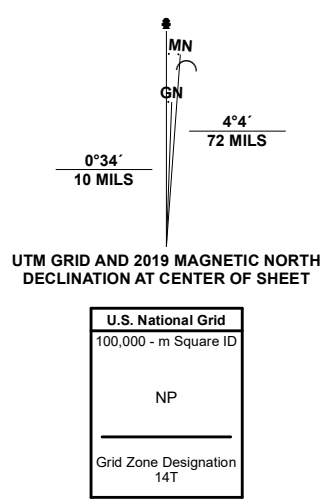 MN
GN
4°4´
72 MILS
0°34´
10 MILS
UTM GRID AND 2019 MAGNETIC NORTH
DECLINATION AT CENTER OF SHEET
U.S. National Grid
100,000 - m Square ID
NP
Grid Zone Designation
14T